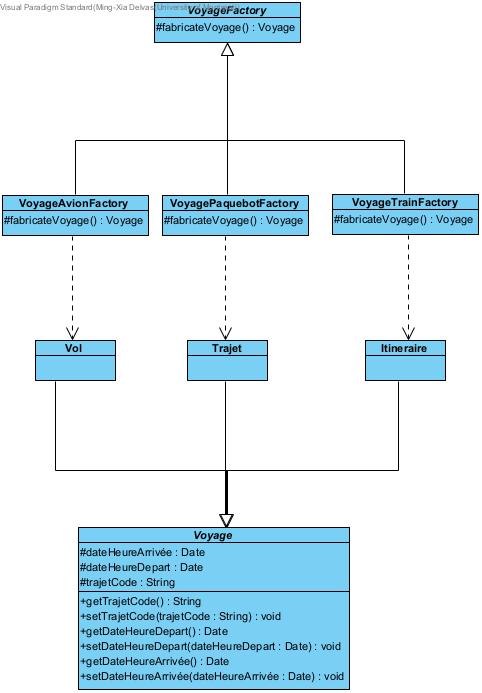 Visual Paradigm Standard(Ming-Xia Delvas(University of Montreal))
VoyageFactory
#fabricateVoyage() : Voyage
VoyageAvionFactory
#fabricateVoyage() : Voyage
VoyagePaquebotFactory
#fabricateVoyage() : Voyage
VoyageTrainFactory
#fabricateVoyage() : Voyage
Vol
Trajet
Itineraire
Voyage
#dateHeureArrivée : Date
#dateHeureDepart : Date
#trajetCode : String
+getTrajetCode() : String
+setTrajetCode(trajetCode : String) : void
+getDateHeureDepart() : Date
+setDateHeureDepart(dateHeureDepart : Date) : void
+getDateHeureArrivée() : Date
+setDateHeureArrivée(dateHeureArrivée : Date) : void